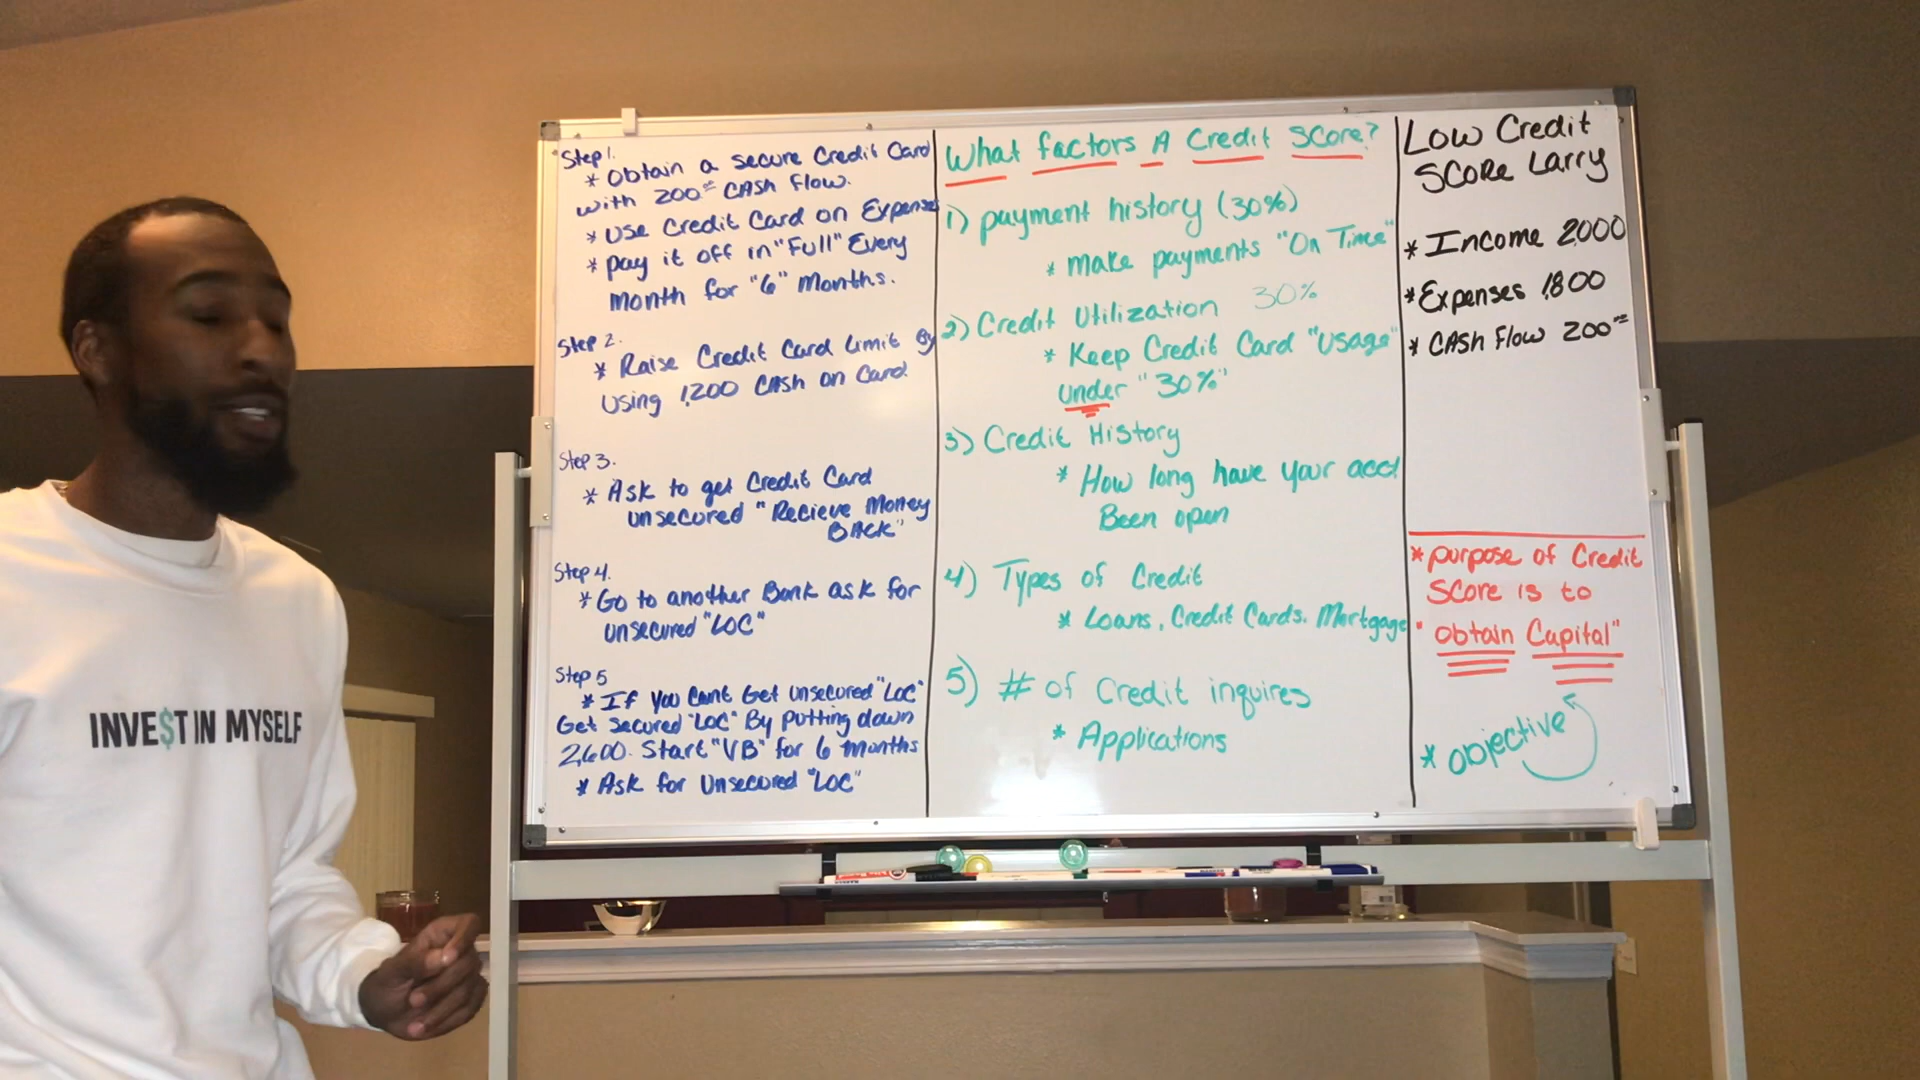 Step 1.
* Obtain a secure Credit Card
with 200.00 CASH Flow.
* Use Credit Card on Expenses
* pay it off in "Full" Every
Month for "6" Months.
Step 2.
* Raise Credit Card Limit By
Using 1,200 CASH on Card.
Step 3.
* Ask to get Credit Card
unsecured "Recieve Money
BACK"
Step 4.
* Go to another Bank ask for
unsecured "LOC"
Step 5
* If you Cant Get unsecured "LOC"
Get secured "LOC" By putting down
2,600. Start "VB" for 6 months
* Ask for Unsecured "LOC"
What factors A Credit Score?
1) payment history (30%)
* Make payments "On Time"
2) Credit Utilization 30%
* Keep Credit Card "Usage"
under "30%"
3) Credit History
* How long have your acct
Been open
4) Types of Credit
* Loans, Credit Cards, Mortgage
5) # of Credit inquires
* Applications
Low Credit
Score Larry
* Income 2,000
* Expenses 1,800
* CASH Flow 200.00
* purpose of Credit
Score is to
"obtain Capital"
* objective
INVE$T IN MYSELF